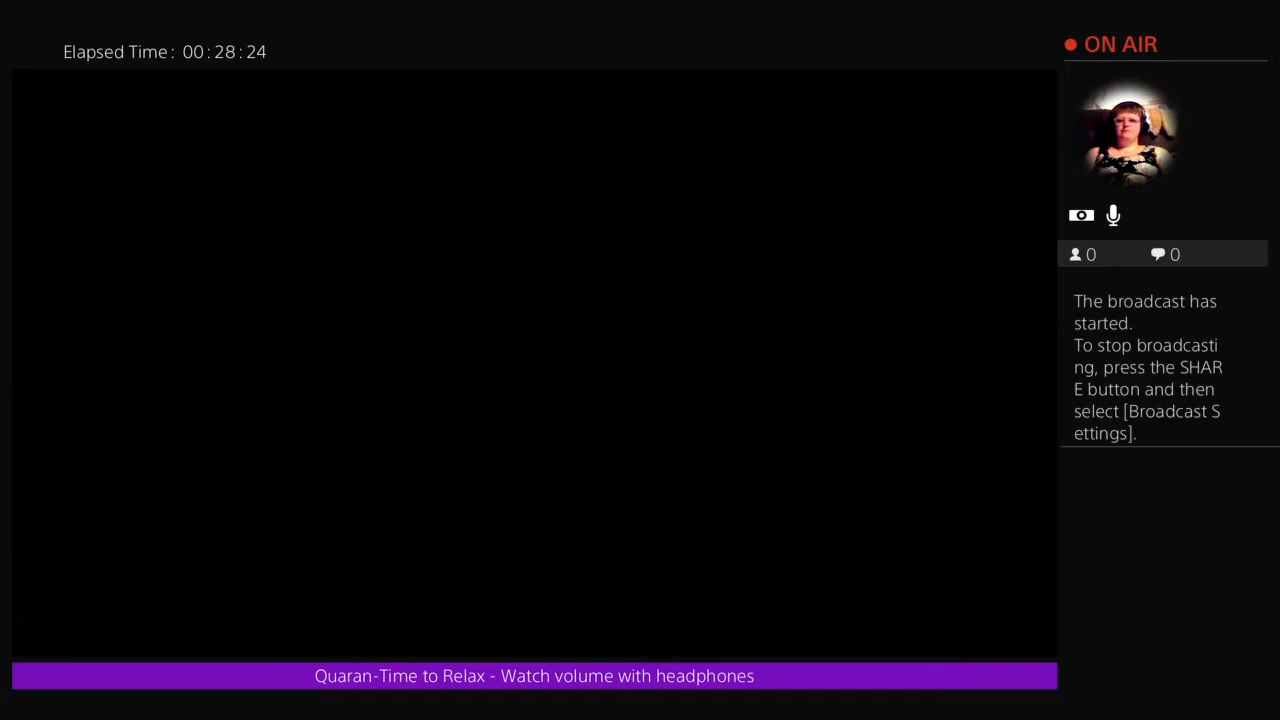 Elapsed Time: 00:28:24
ON AIR
0 0
The broadcast has
started.
To stop broadcasti
ng, press the SHAR
E button and then
select [Broadcast S
ettings].
Quaran-Time to Relax - Watch volume with headphones